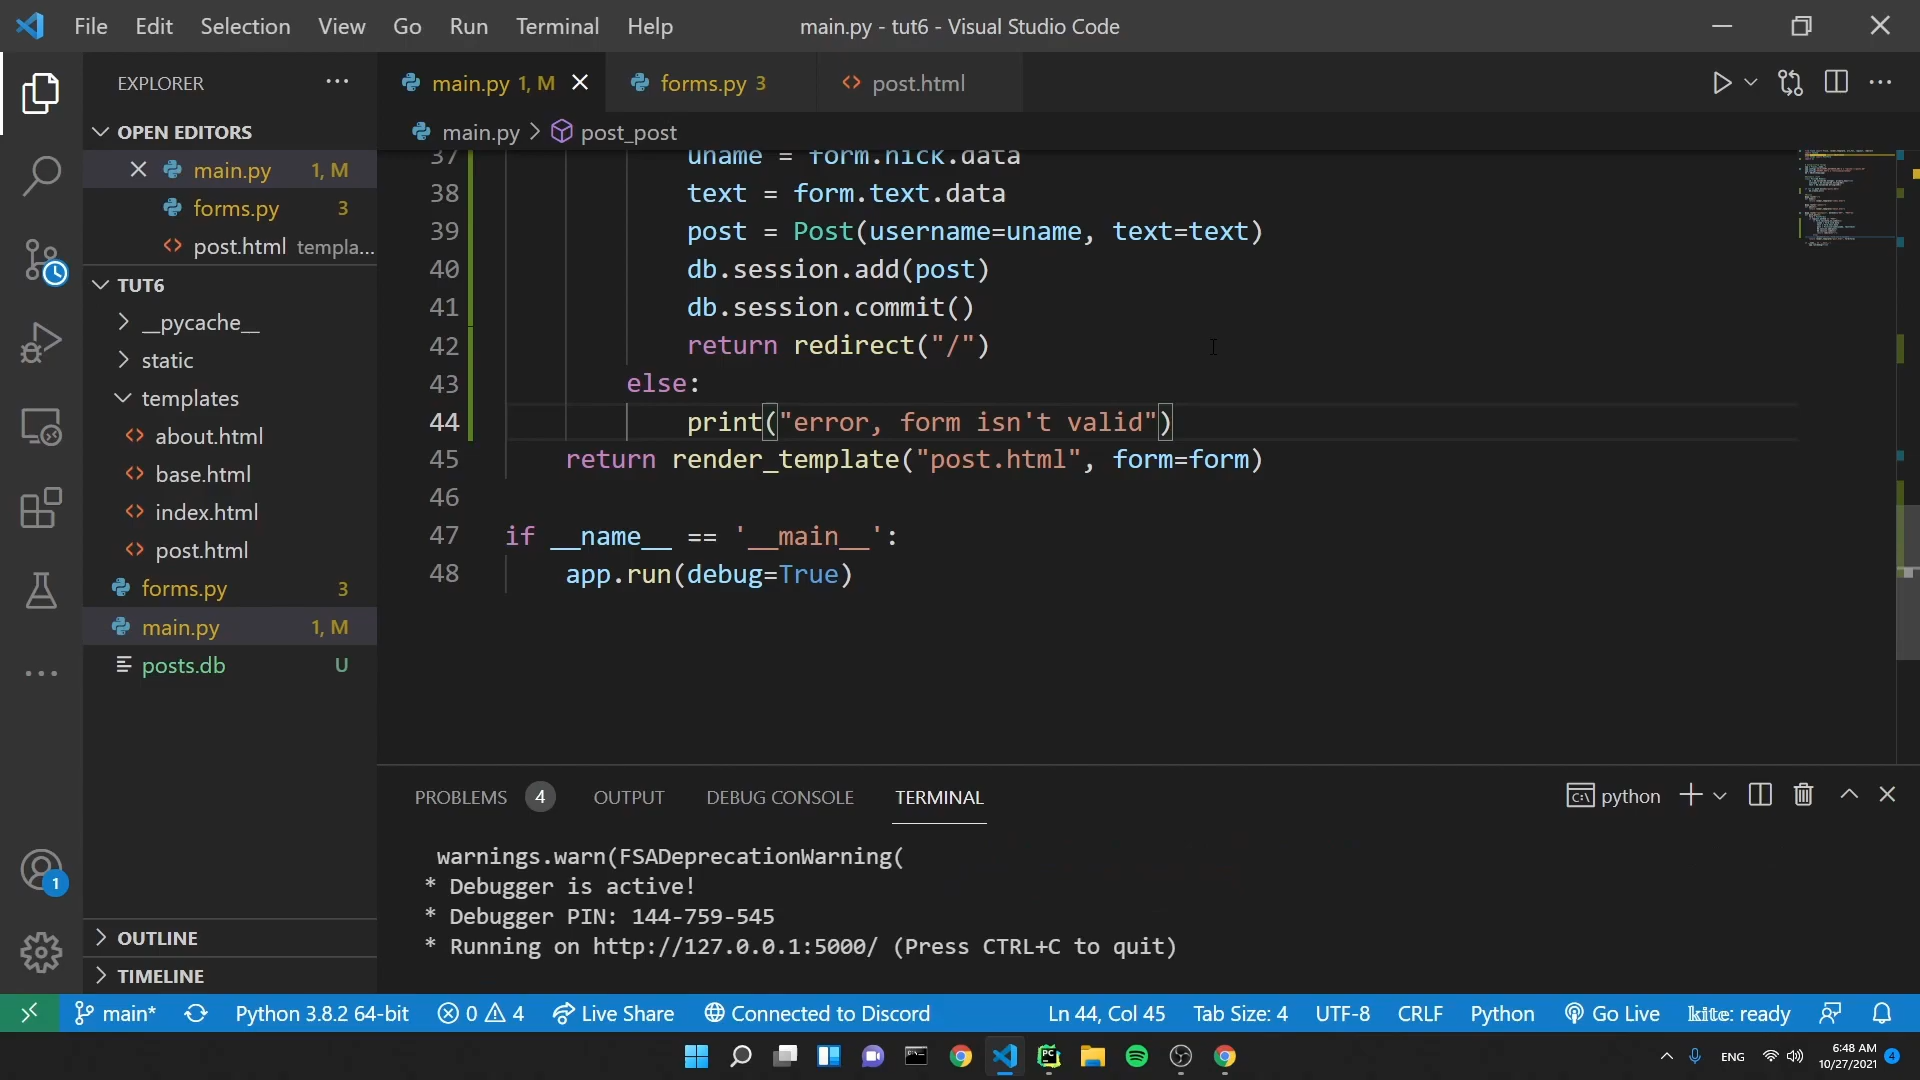 File Edit Selection View Go Run Terminal Help
main.py - tut6 - Visual Studio Code
EXPLORER
OPEN EDITORS
main.py 1, M
forms.py 3
post.html templa...
TUT6
__pycache__
static
templates
about.html
base.html
index.html
post.html
forms.py 3
main.py 1, M
posts.db U
OUTLINE
TIMELINE
main.py 1, M
forms.py 3
post.html
main.py > post_post
37 uname = form.nick.data
38 text = form.text.data
39 post = Post(username=uname, text=text)
40 db.session.add(post)
41 db.session.commit()
42 return redirect("/")
43 else:
44 print("error, form isn't valid")
45 return render_template("post.html", form=form)
46
47 if __name__ == '__main__':
48 app.run(debug=True)
PROBLEMS 4 OUTPUT DEBUG CONSOLE TERMINAL
python
warnings.warn(FSADeprecationWarning(
* Debugger is active!
* Debugger PIN: 144-759-545
* Running on http://127.0.0.1:5000/ (Press CTRL+C to quit)
1
main* Python 3.8.2 64-bit 0 4 Live Share Connected to Discord Ln 44, Col 45 Tab Size: 4 UTF-8 CRLF Python Go Live kite: ready
ENG
6:48 AM
10/27/2021
4